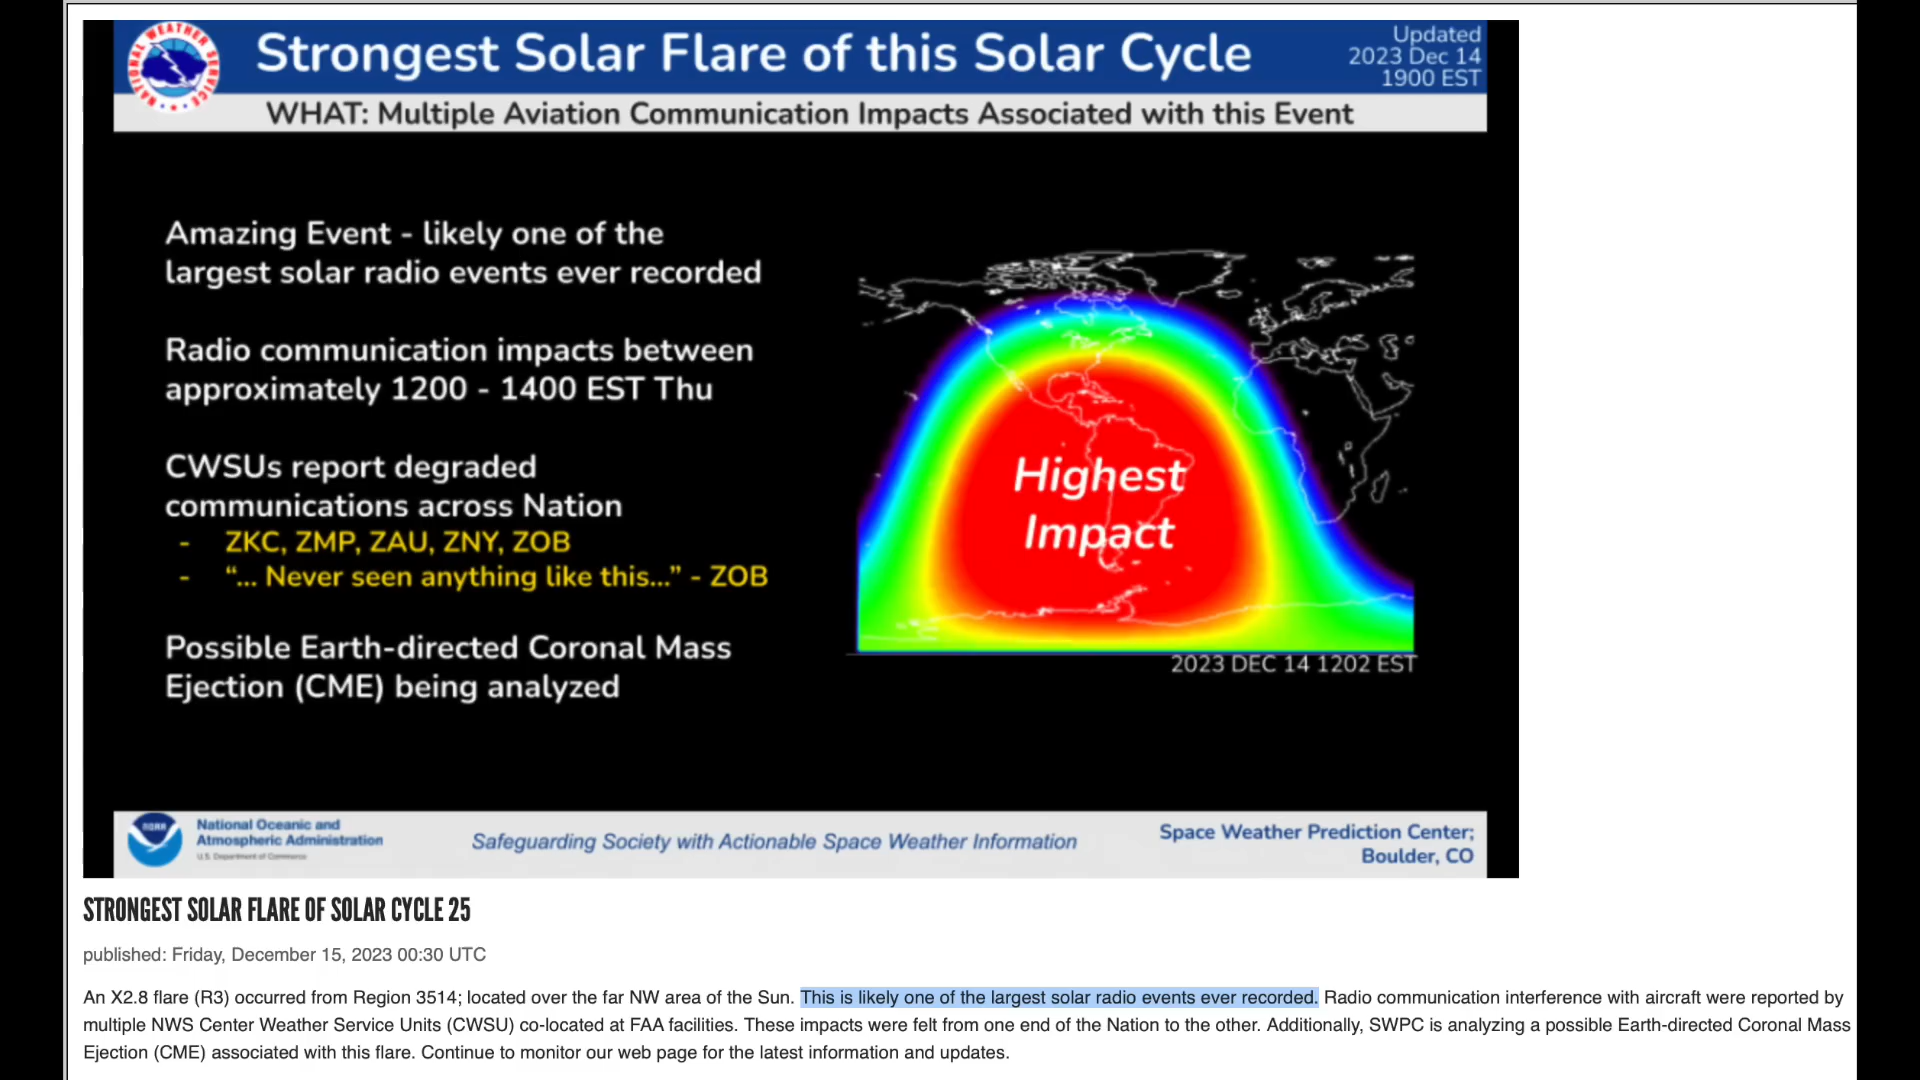 NATIONAL WEATHER SERVICE
Strongest Solar Flare of this Solar Cycle
Updated
2023 Dec 14
1900 EST
WHAT: Multiple Aviation Communication Impacts Associated with this Event
Amazing Event - likely one of the
largest solar radio events ever recorded
Radio communication impacts between
approximately 1200 - 1400 EST Thu
CWSUs report degraded
communications across Nation
- ZKC, ZMP, ZAU, ZNY, ZOB
- “... Never seen anything like this...” - ZOB
Possible Earth-directed Coronal Mass
Ejection (CME) being analyzed
Highest
Impact
2023 DEC 14 1202 EST
NOAA
National Oceanic and
Atmospheric Administration
U.S. Department of Commerce
Safeguarding Society with Actionable Space Weather Information
Space Weather Prediction Center;
Boulder, CO
STRONGEST SOLAR FLARE OF SOLAR CYCLE 25
published: Friday, December 15, 2023 00:30 UTC
An X2.8 flare (R3) occurred from Region 3514; located over the far NW area of the Sun. This is likely one of the largest solar radio events ever recorded. Radio communication interference with aircraft were reported by
multiple NWS Center Weather Service Units (CWSU) co-located at FAA facilities. These impacts were felt from one end of the Nation to the other. Additionally, SWPC is analyzing a possible Earth-directed Coronal Mass
Ejection (CME) associated with this flare. Continue to monitor our web page for the latest information and updates.